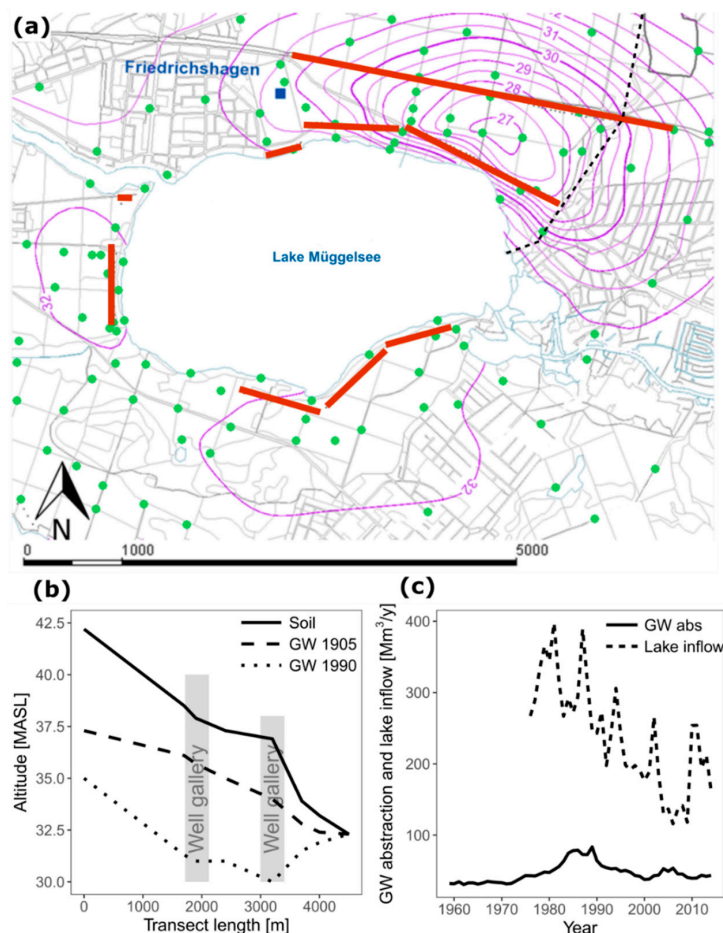 (a)
32
31
30
29
28
27
Friedrichshagen
Lake Müggelsee
32
32
N
0 1000 5000
(b)
Soil
GW 1905
GW 1990
42.5
40.0
37.5
35.0
32.5
30.0
Altitude [MASL]
Well gallery
Well gallery
0 1000 2000 3000 4000
Transect length [m]
(c)
GW abs
Lake inflow
400
300
200
100
GW abstraction and lake inflow [Mm³/y]
1960 1970 1980 1990 2000 2010
Year